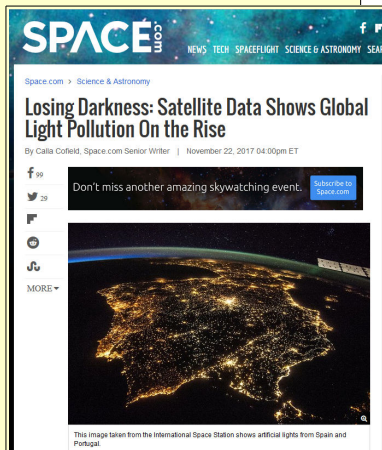 SPACE.com
NEWS TECH SPACEFLIGHT SCIENCE & ASTRONOMY
Space.com > Science & Astronomy
Losing Darkness: Satellite Data Shows Global
Light Pollution On the Rise
By Calla Cofield, Space.com Senior Writer | November 22, 2017 04:00pm ET
99
Don't miss another amazing skywatching event.
Subscribe to
Space.com
29
MORE
This image taken from the International Space Station shows artificial lights from Spain and
Portugal.